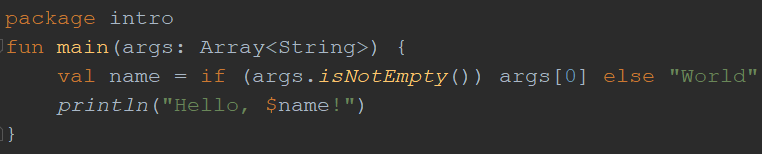 package intro
fun main(args: Array<String>) {
    val name = if (args.isNotEmpty()) args[0] else "World"
    println("Hello, $name!")
}